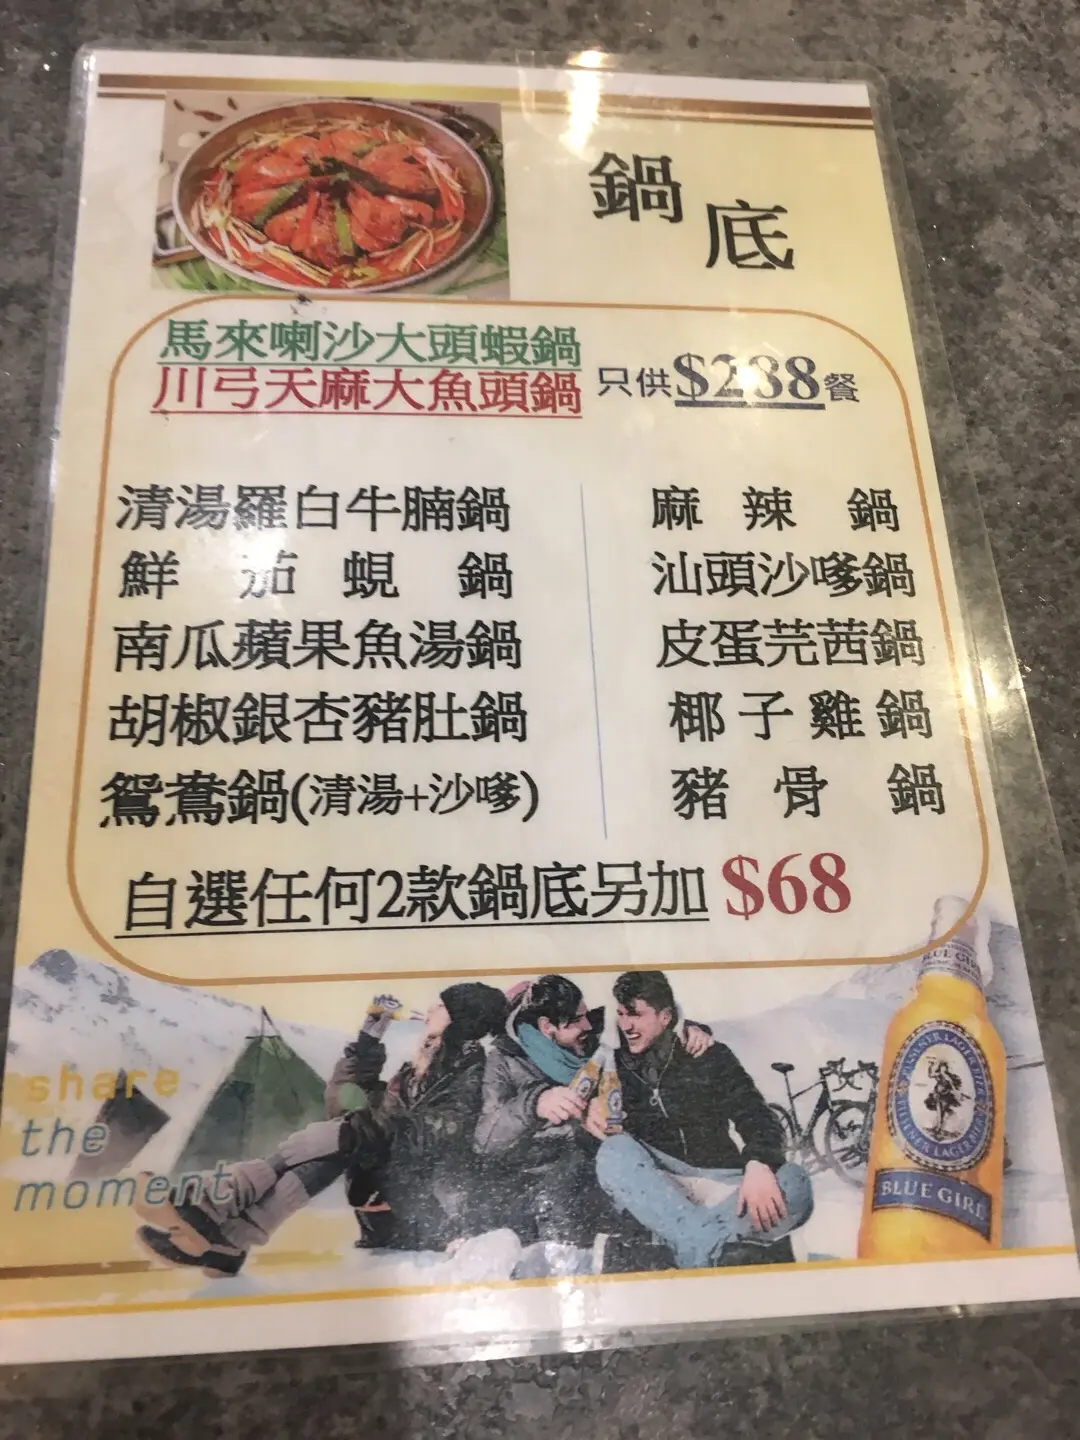 鍋底
馬來喇沙大頭蝦鍋
川弓天麻大魚頭鍋
只供$288餐
清湯羅白牛腩鍋
鮮茄蜆鍋
南瓜蘋果魚湯鍋
胡椒銀杏豬肚鍋
鴛鴦鍋(清湯+沙嗲)
麻辣鍋
汕頭沙嗲鍋
皮蛋芫茜鍋
椰子雞鍋
豬骨鍋
自選任何2款鍋底另加 $68
share
the
moment
BLUE GIRL